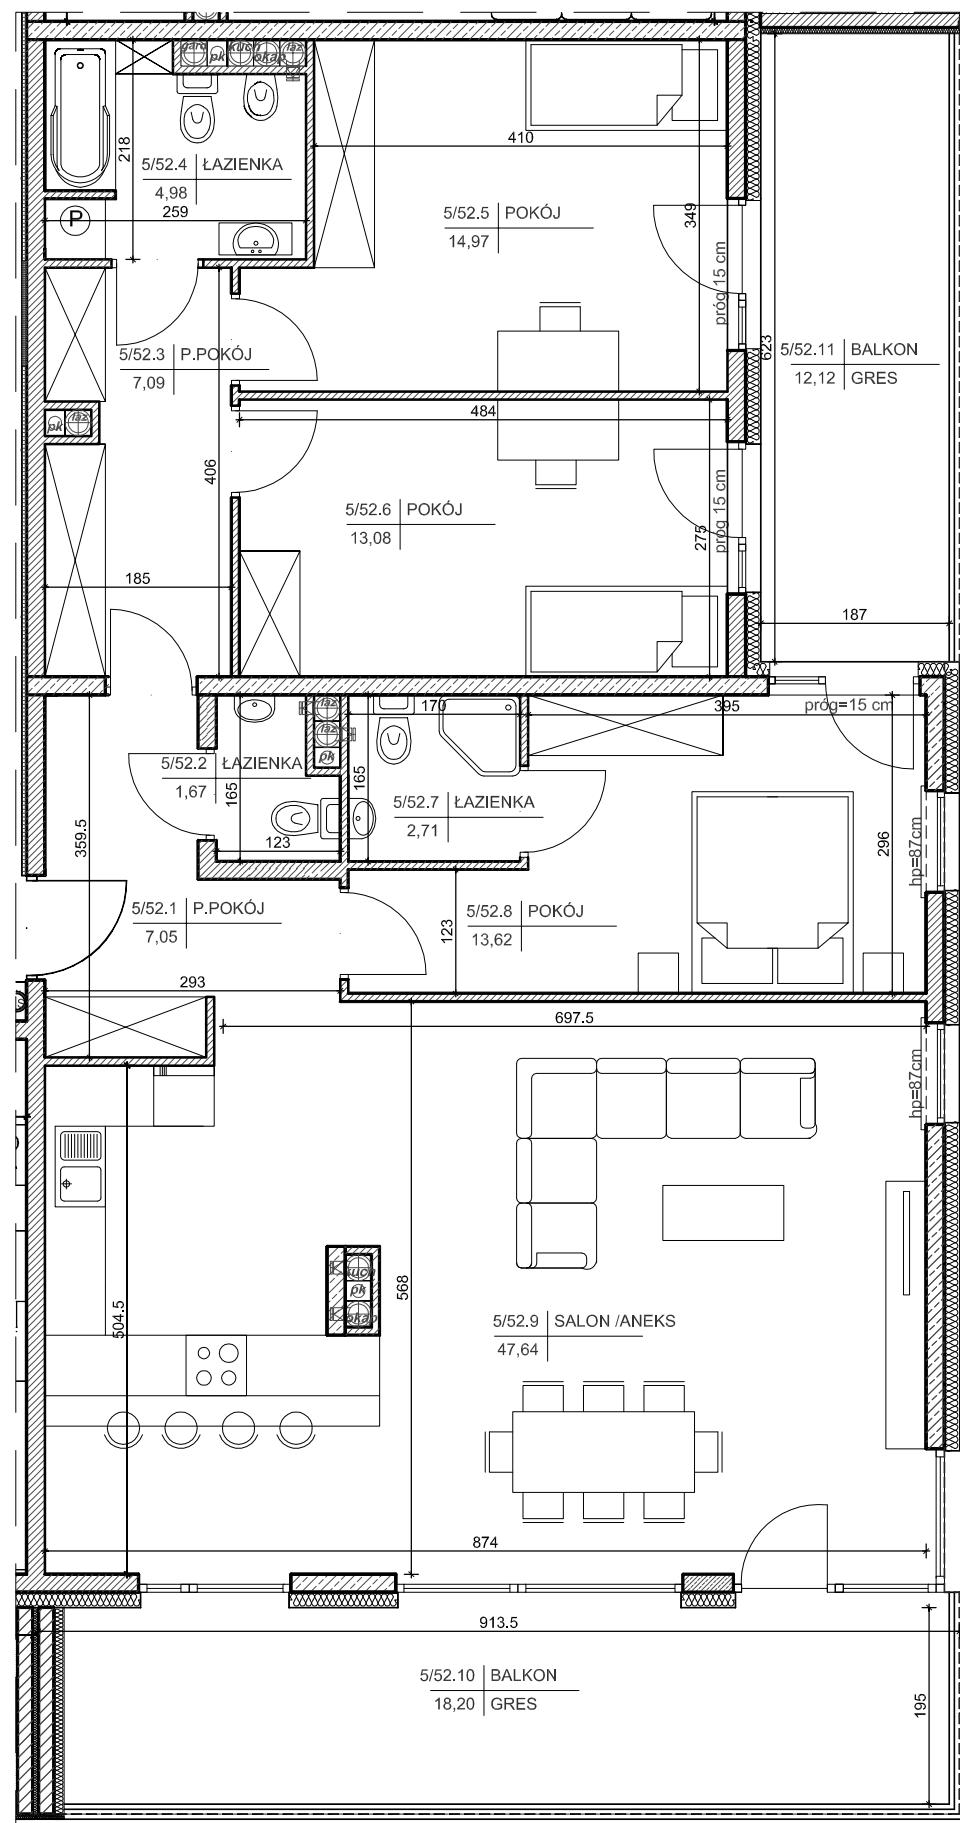 gard
pk
kuch
okap
łaz
410
218
5/52.4 ŁAZIENKA
4,98
259
P
349
5/52.5 POKÓJ
14,97
próg 15 cm
623
5/52.3 P.POKÓJ
7,09
5/52.11 BALKON
12,12 GRES
pk
łaz
484
406
5/52.6 POKÓJ
13,08
275
próg 15 cm
185
187
łaz
łaz
pk
170
395
próg=15 cm
5/52.2 ŁAZIENKA
1,67
165
165
5/52.7 ŁAZIENKA
2,71
359.5
123
296
hp=87cm
5/52.1 P.POKÓJ
7,05
5/52.8 POKÓJ
13,62
123
293
697.5
hp=87cm
kuch
pk
okap
568
504.5
5/52.9 SALON /ANEKS
47,64
874
913.5
5/52.10 BALKON
18,20 GRES
195